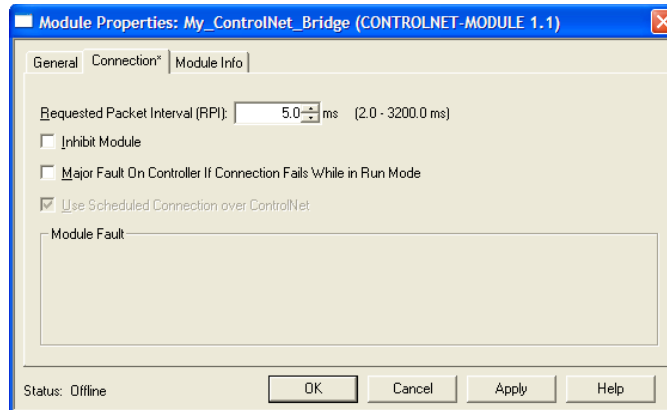 Module Properties: My_ControlNet_Bridge (CONTROLNET-MODULE 1.1)
General Connection* Module Info
Requested Packet Interval (RPI): 5.0 ms (2.0 - 3200.0 ms)
Inhibit Module
Major Fault On Controller If Connection Fails While in Run Mode
Use Scheduled Connection over ControlNet
Module Fault
Status: Offline OK Cancel Apply Help